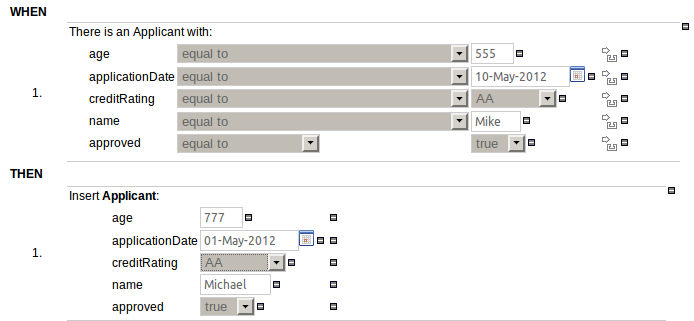 WHEN
There is an Applicant with:
age equal to 555
applicationDate equal to 10-May-2012
1. creditRating equal to AA
name equal to Mike
approved equal to true
THEN
Insert Applicant:
age 777
applicationDate 01-May-2012
1. creditRating AA
name Michael
approved true